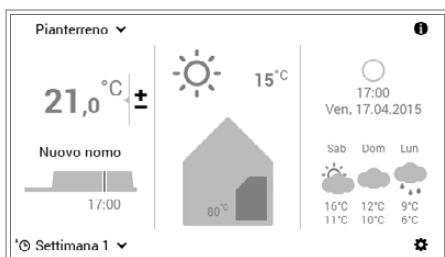 Pianterreno
21,0 °C ±
Nuovo nomo
17:00
Settimana 1
15°C
80°C
17:00
Ven, 17.04.2015
Sab Dom Lun
16°C 12°C 9°C
11°C 10°C 6°C